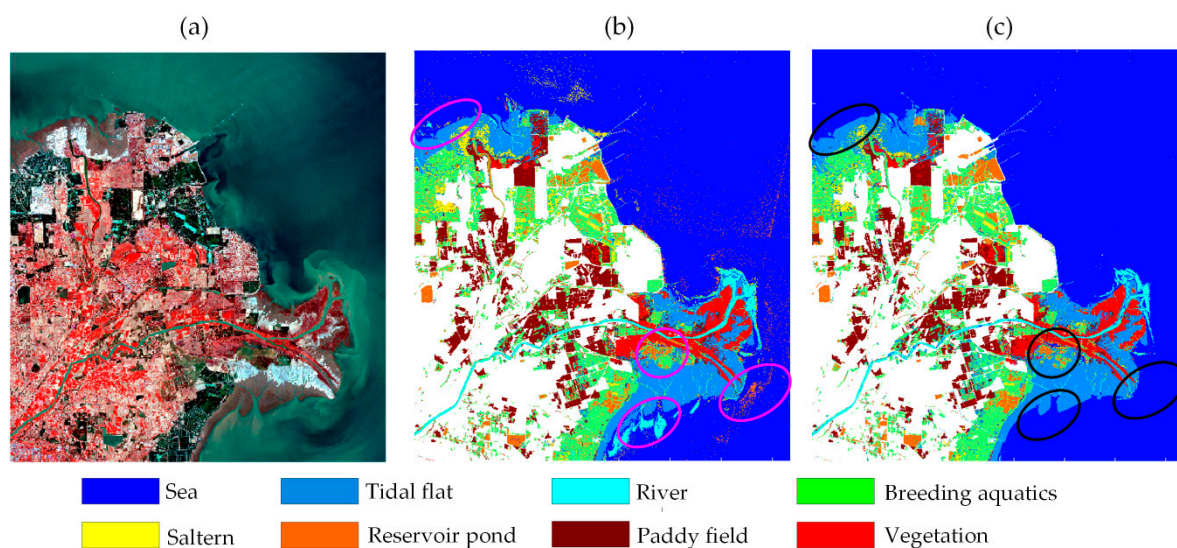 (a) (b) (c)
Sea Tidal flat River Breeding aquatics
Saltern Reservoir pond Paddy field Vegetation